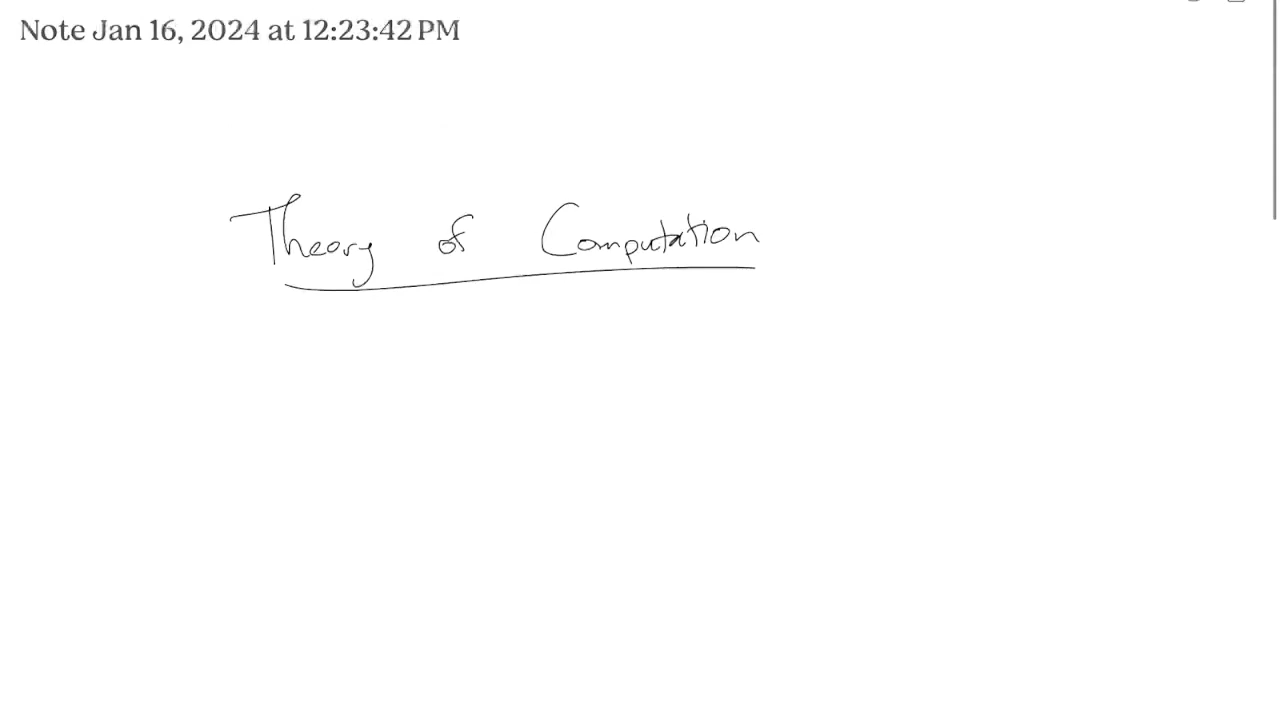 Note Jan 16, 2024 at 12:23:42 PM
Theory of Computation